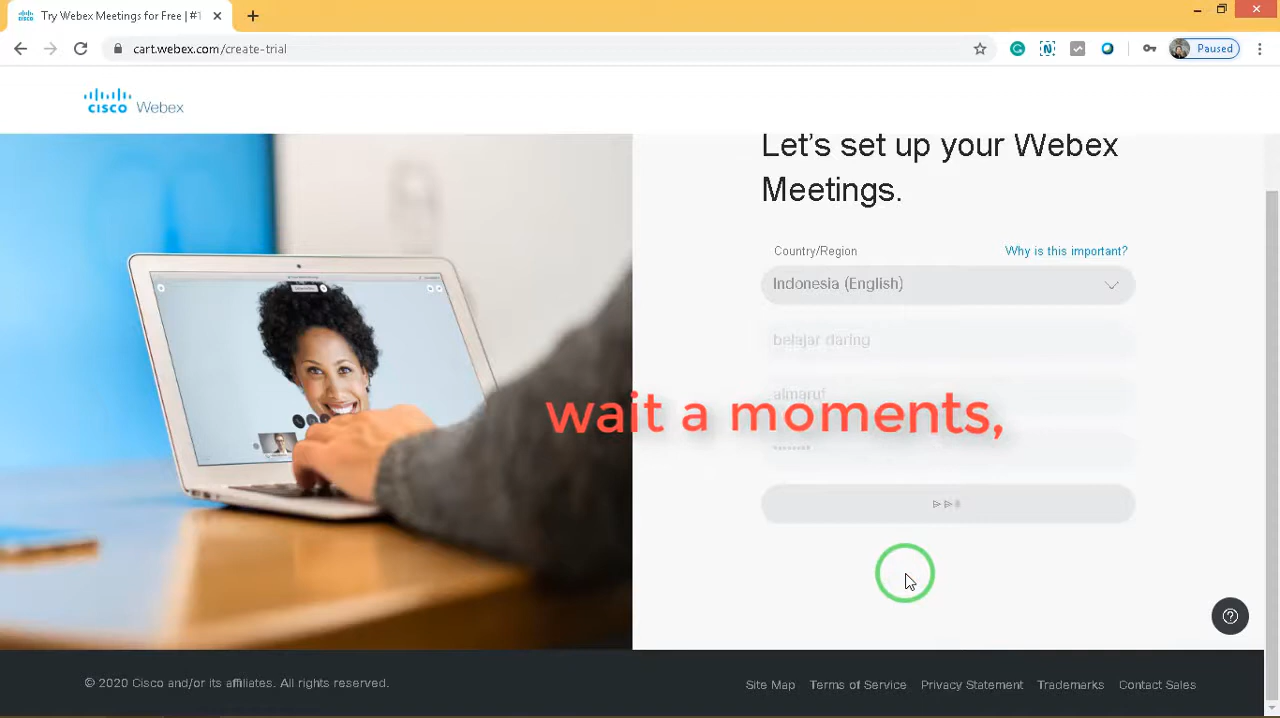 Try Webex Meetings for Free | #1
cart.webex.com/create-trial
Paused
CISCO Webex
Let's set up your Webex
Meetings.
Country/Region
Why is this important?
Indonesia (English)
belajar daring
almaruf
wait a moments,
© 2020 Cisco and/or its affiliates. All rights reserved.
Site Map
Terms of Service
Privacy Statement
Trademarks
Contact Sales